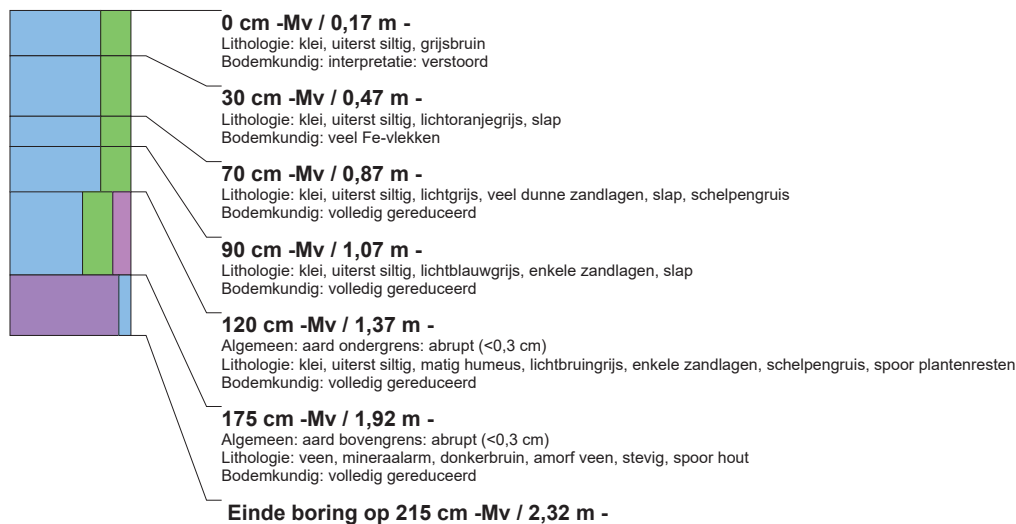 0 cm -Mv / 0,17 m -
Lithologie: klei, uiterst siltig, grijsbruin
Bodemkundig: interpretatie: verstoord
30 cm -Mv / 0,47 m -
Lithologie: klei, uiterst siltig, lichtoranjegrijs, slap
Bodemkundig: veel Fe-vlekken
70 cm -Mv / 0,87 m -
Lithologie: klei, uiterst siltig, lichtgrijs, veel dunne zandlagen, slap, schelpengruis
Bodemkundig: volledig gereduceerd
90 cm -Mv / 1,07 m -
Lithologie: klei, uiterst siltig, lichtblauwgrijs, enkele zandlagen, slap
Bodemkundig: volledig gereduceerd
120 cm -Mv / 1,37 m -
Algemeen: aard ondergrens: abrupt (<0,3 cm)
Lithologie: klei, uiterst siltig, matig humeus, lichtbruingrijs, enkele zandlagen, schelpengruis, spoor plantenresten
Bodemkundig: volledig gereduceerd
175 cm -Mv / 1,92 m -
Algemeen: aard bovengrens: abrupt (<0,3 cm)
Lithologie: veen, mineraalarm, donkerbruin, amorf veen, stevig, spoor hout
Bodemkundig: volledig gereduceerd
Einde boring op 215 cm -Mv / 2,32 m -